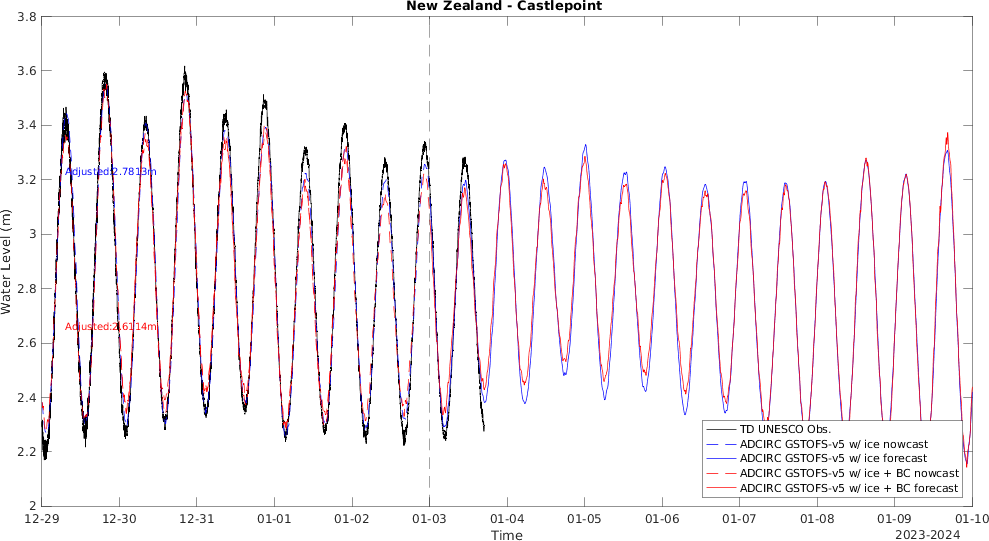 New Zealand - Castlepoint
3.8
3.6
3.4
3.2
3
2.8
2.6
2.4
2.2
2
Water Level (m)
Adjusted:2.7813m
Adjusted:2.6114m
TD UNESCO Obs.
ADCIRC GSTOFS-v5 w/ ice nowcast
ADCIRC GSTOFS-v5 w/ ice forecast
ADCIRC GSTOFS-v5 w/ ice + BC nowcast
ADCIRC GSTOFS-v5 w/ ice + BC forecast
12-29 12-30 12-31 01-01 01-02 01-03 01-04 01-05 01-06 01-07 01-08 01-09 01-10
Time
2023-2024